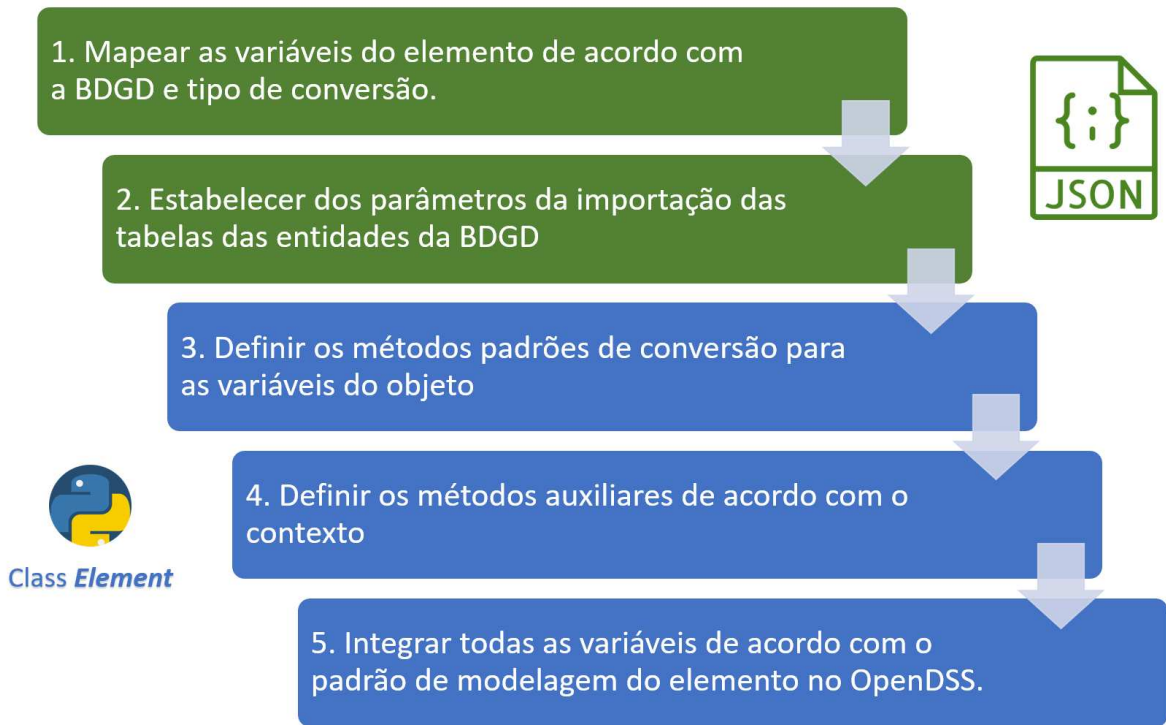 1. Mapear as variáveis do elemento de acordo com
a BDGD e tipo de conversão.
{;}
JSON
2. Estabelecer dos parâmetros da importação das
tabelas das entidades da BDGD
3. Definir os métodos padrões de conversão para
as variáveis do objeto
4. Definir os métodos auxiliares de acordo com o
contexto
Class Element
5. Integrar todas as variáveis de acordo com o
padrão de modelagem do elemento no OpenDSS.